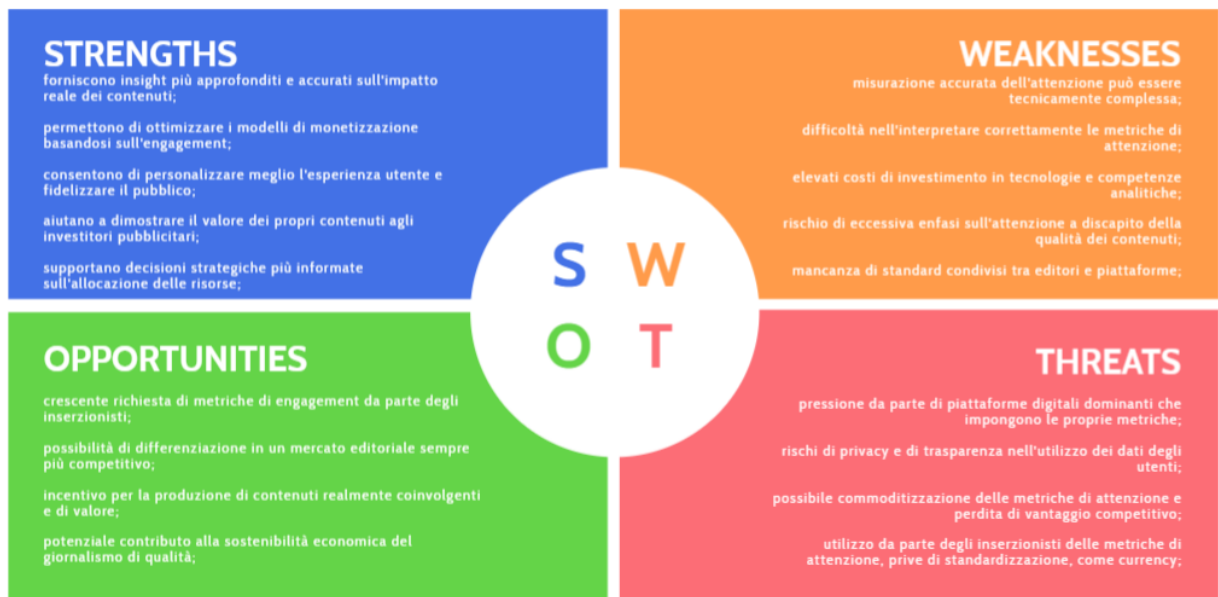 STRENGTHS
forniscono insight più approfonditi e accurati sull'impatto
reale dei contenuti;
permettono di ottimizzare i modelli di monetizzazione
basandosi sull'engagement;
consentono di personalizzare meglio l'esperienza utente e
fidelizzare il pubblico;
aiutano a dimostrare il valore dei propri contenuti agli
investitori pubblicitari;
supportano decisioni strategiche più informate
sull'allocazione delle risorse;
WEAKNESSES
misurazione accurata dell'attenzione può essere
tecnicamente complessa;
difficoltà nell'interpretare correttamente le metriche di
attenzione;
elevati costi di investimento in tecnologie e competenze
analitiche;
rischio di eccessiva enfasi sull'attenzione a discapito della
qualità dei contenuti;
mancanza di standard condivisi tra editori e piattaforme;
S W
O T
OPPORTUNITIES
crescente richiesta di metriche di engagement da parte degli
inserzionisti;
possibilità di differenziazione in un mercato editoriale sempre
più competitivo;
incentivo per la produzione di contenuti realmente coinvolgenti
e di valore;
potenziale contributo alla sostenibilità economica del
giornalismo di qualità;
THREATS
pressione da parte di piattaforme digitali dominanti che
impongono le proprie metriche;
rischi di privacy e di trasparenza nell'utilizzo dei dati degli
utenti;
possibile commoditizzazione delle metriche di attenzione e
perdita di vantaggio competitivo;
utilizzo da parte degli inserzionisti delle metriche di
attenzione, prive di standardizzazione, come currency;